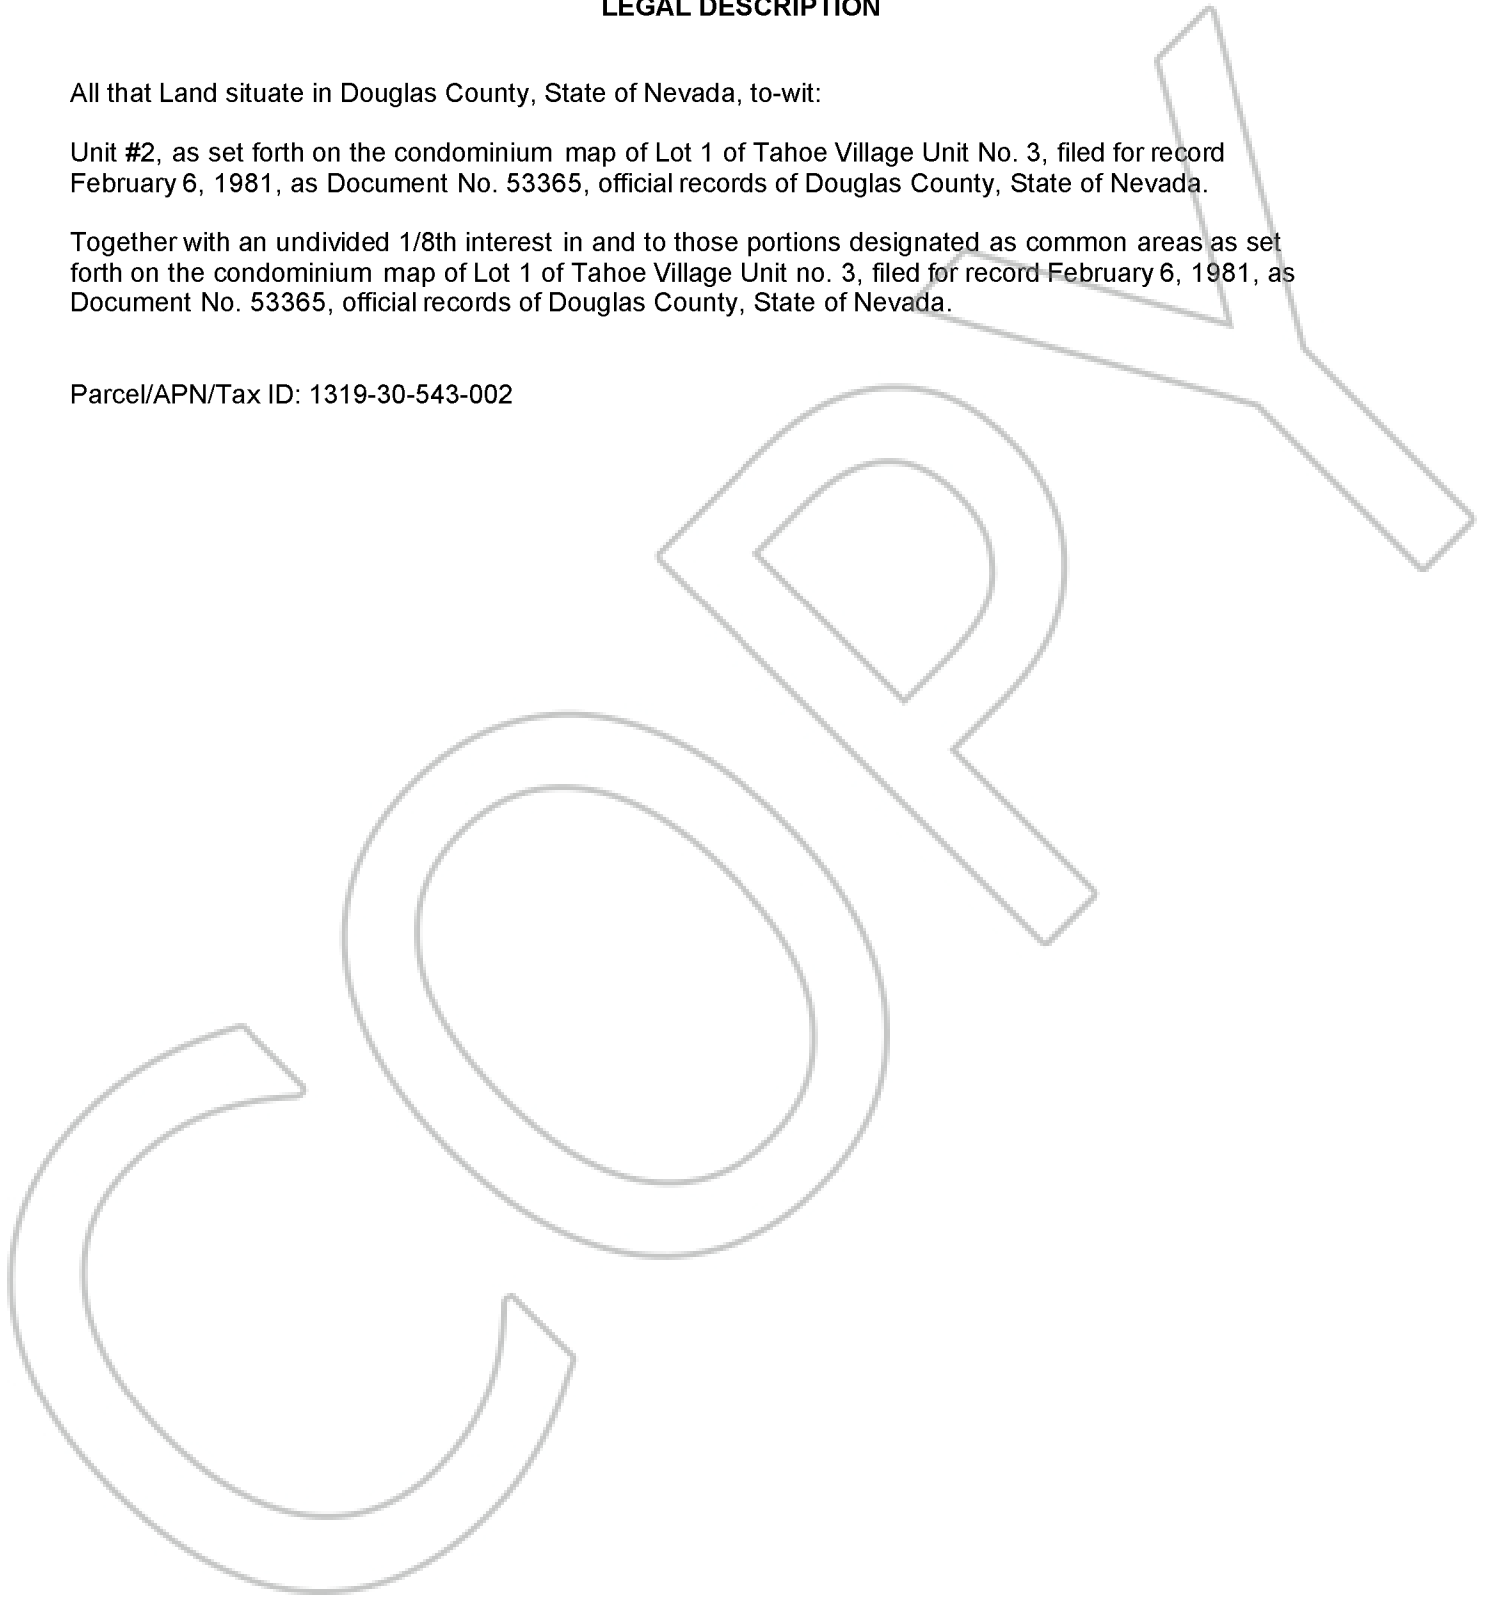 LEGAL DESCRIPTION
All that Land situate in Douglas County, State of Nevada, to-wit:
Unit #2, as set forth on the condominium map of Lot 1 of Tahoe Village Unit No. 3, filed for record
February 6, 1981, as Document No. 53365, official records of Douglas County, State of Nevada.
Together with an undivided 1/8th interest in and to those portions designated as common areas as set
forth on the condominium map of Lot 1 of Tahoe Village Unit no. 3, filed for record February 6, 1981, as
Document No. 53365, official records of Douglas County, State of Nevada.
Parcel/APN/Tax ID: 1319-30-543-002
COPY